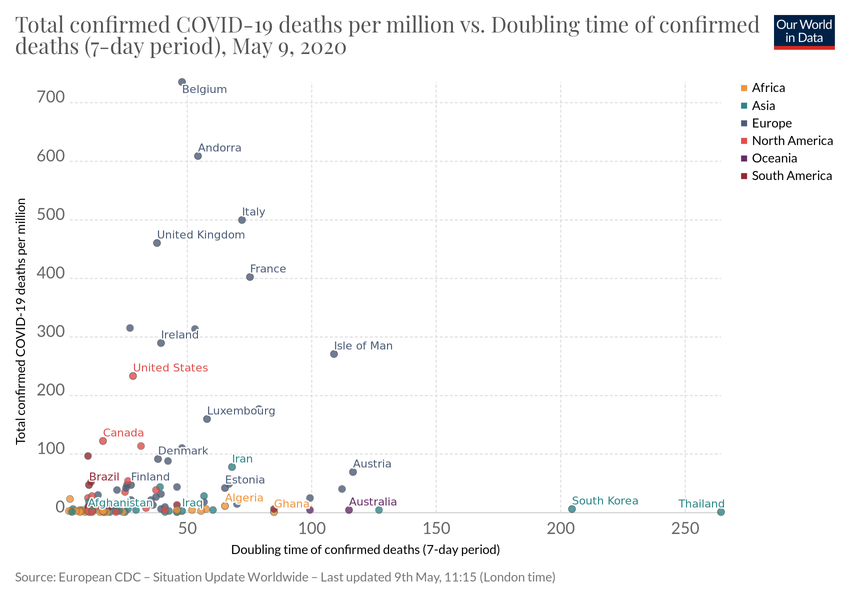 Total confirmed COVID-19 deaths per million vs. Doubling time of confirmed
deaths (7-day period), May 9, 2020
Our World
in Data
Africa
Asia
Europe
North America
Oceania
South America
Total confirmed COVID-19 deaths per million
700
600
500
400
300
200
100
0
Belgium
Andorra
Italy
United Kingdom
France
Ireland
Isle of Man
United States
Luxembourg
Canada
Denmark
Iran
Austria
Brazil
Finland
Estonia
Algeria
Afghanistan
Iraq
Ghana
Australia
South Korea
Thailand
50
100
150
200
250
Doubling time of confirmed deaths (7-day period)
Source: European CDC – Situation Update Worldwide – Last updated 9th May, 11:15 (London time)